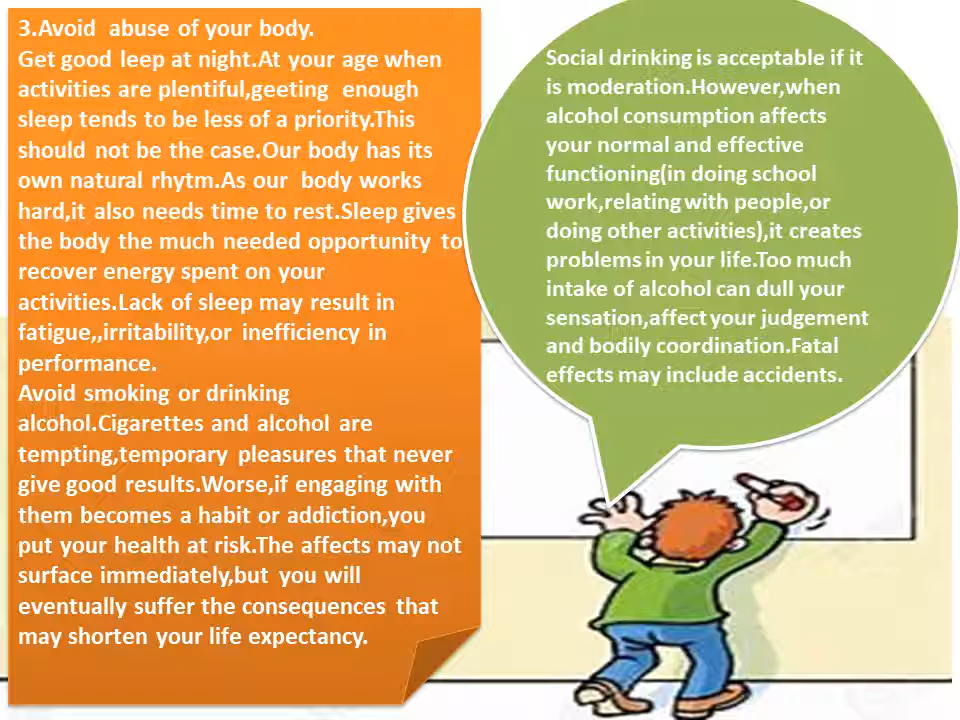 3.Avoid abuse of your body.
Get good leep at night.At your age when
activities are plentiful,geeting enough
sleep tends to be less of a priority.This
should not be the case.Our body has its
own natural rhytm.As our body works
hard,it also needs time to rest.Sleep gives
the body the much needed opportunity to
recover energy spent on your
activities.Lack of sleep may result in
fatigue,,irritability,or inefficiency in
performance.
Avoid smoking or drinking
alcohol.Cigarettes and alcohol are
tempting,temporary pleasures that never
give good results.Worse,if engaging with
them becomes a habit or addiction,you
put your health at risk.The affects may not
surface immediately,but you will
eventually suffer the consequences that
may shorten your life expectancy.
Social drinking is acceptable if it
is moderation.However,when
alcohol consumption affects
your normal and effective
functioning(in doing school
work,relating with people,or
doing other activities),it creates
problems in your life.Too much
intake of alcohol can dull your
sensation,affect your judgement
and bodily coordination.Fatal
effects may include accidents.